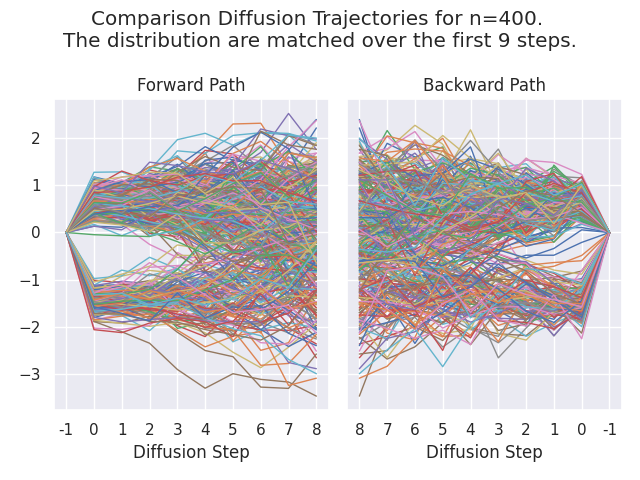 Comparison Diffusion Trajectories for n=400.
The distribution are matched over the first 9 steps.
Forward Path
Backward Path
2
1
0
−1
−2
−3
-1 0 1 2 3 4 5 6 7 8
8 7 6 5 4 3 2 1 0 -1
Diffusion Step
Diffusion Step